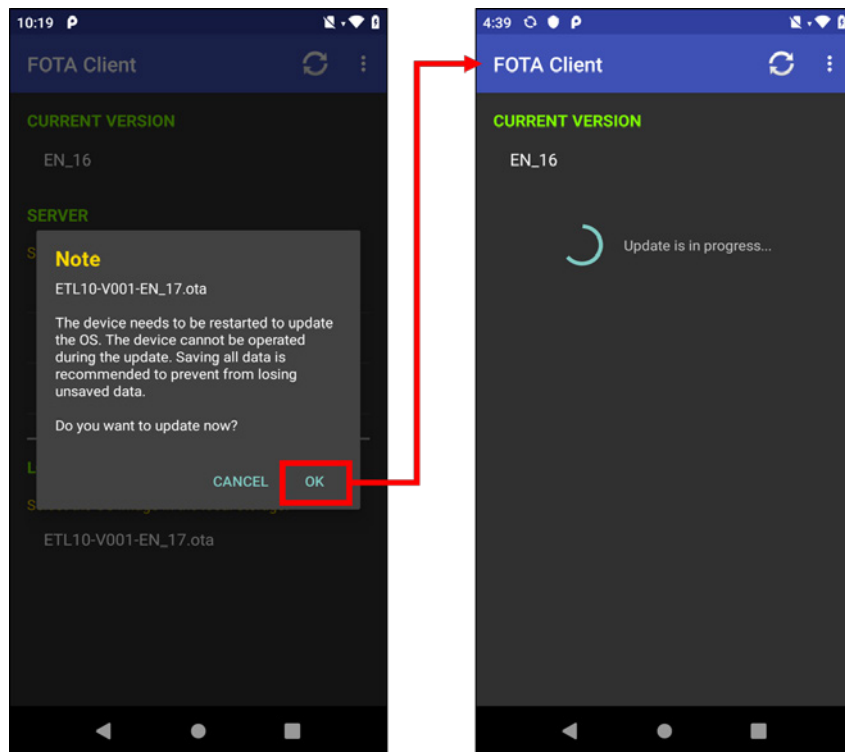 10:19
FOTA Client
CURRENT VERSION
EN_16
SERVER
S
Note
ETL10-V001-EN_17.ota
The device needs to be restarted to update
the OS. The device cannot be operated
during the update. Saving all data is
recommended to prevent from losing
unsaved data.
Do you want to update now?
CANCEL OK
L
ETL10-V001-EN_17.ota
4:39
FOTA Client
CURRENT VERSION
EN_16
Update is in progress...